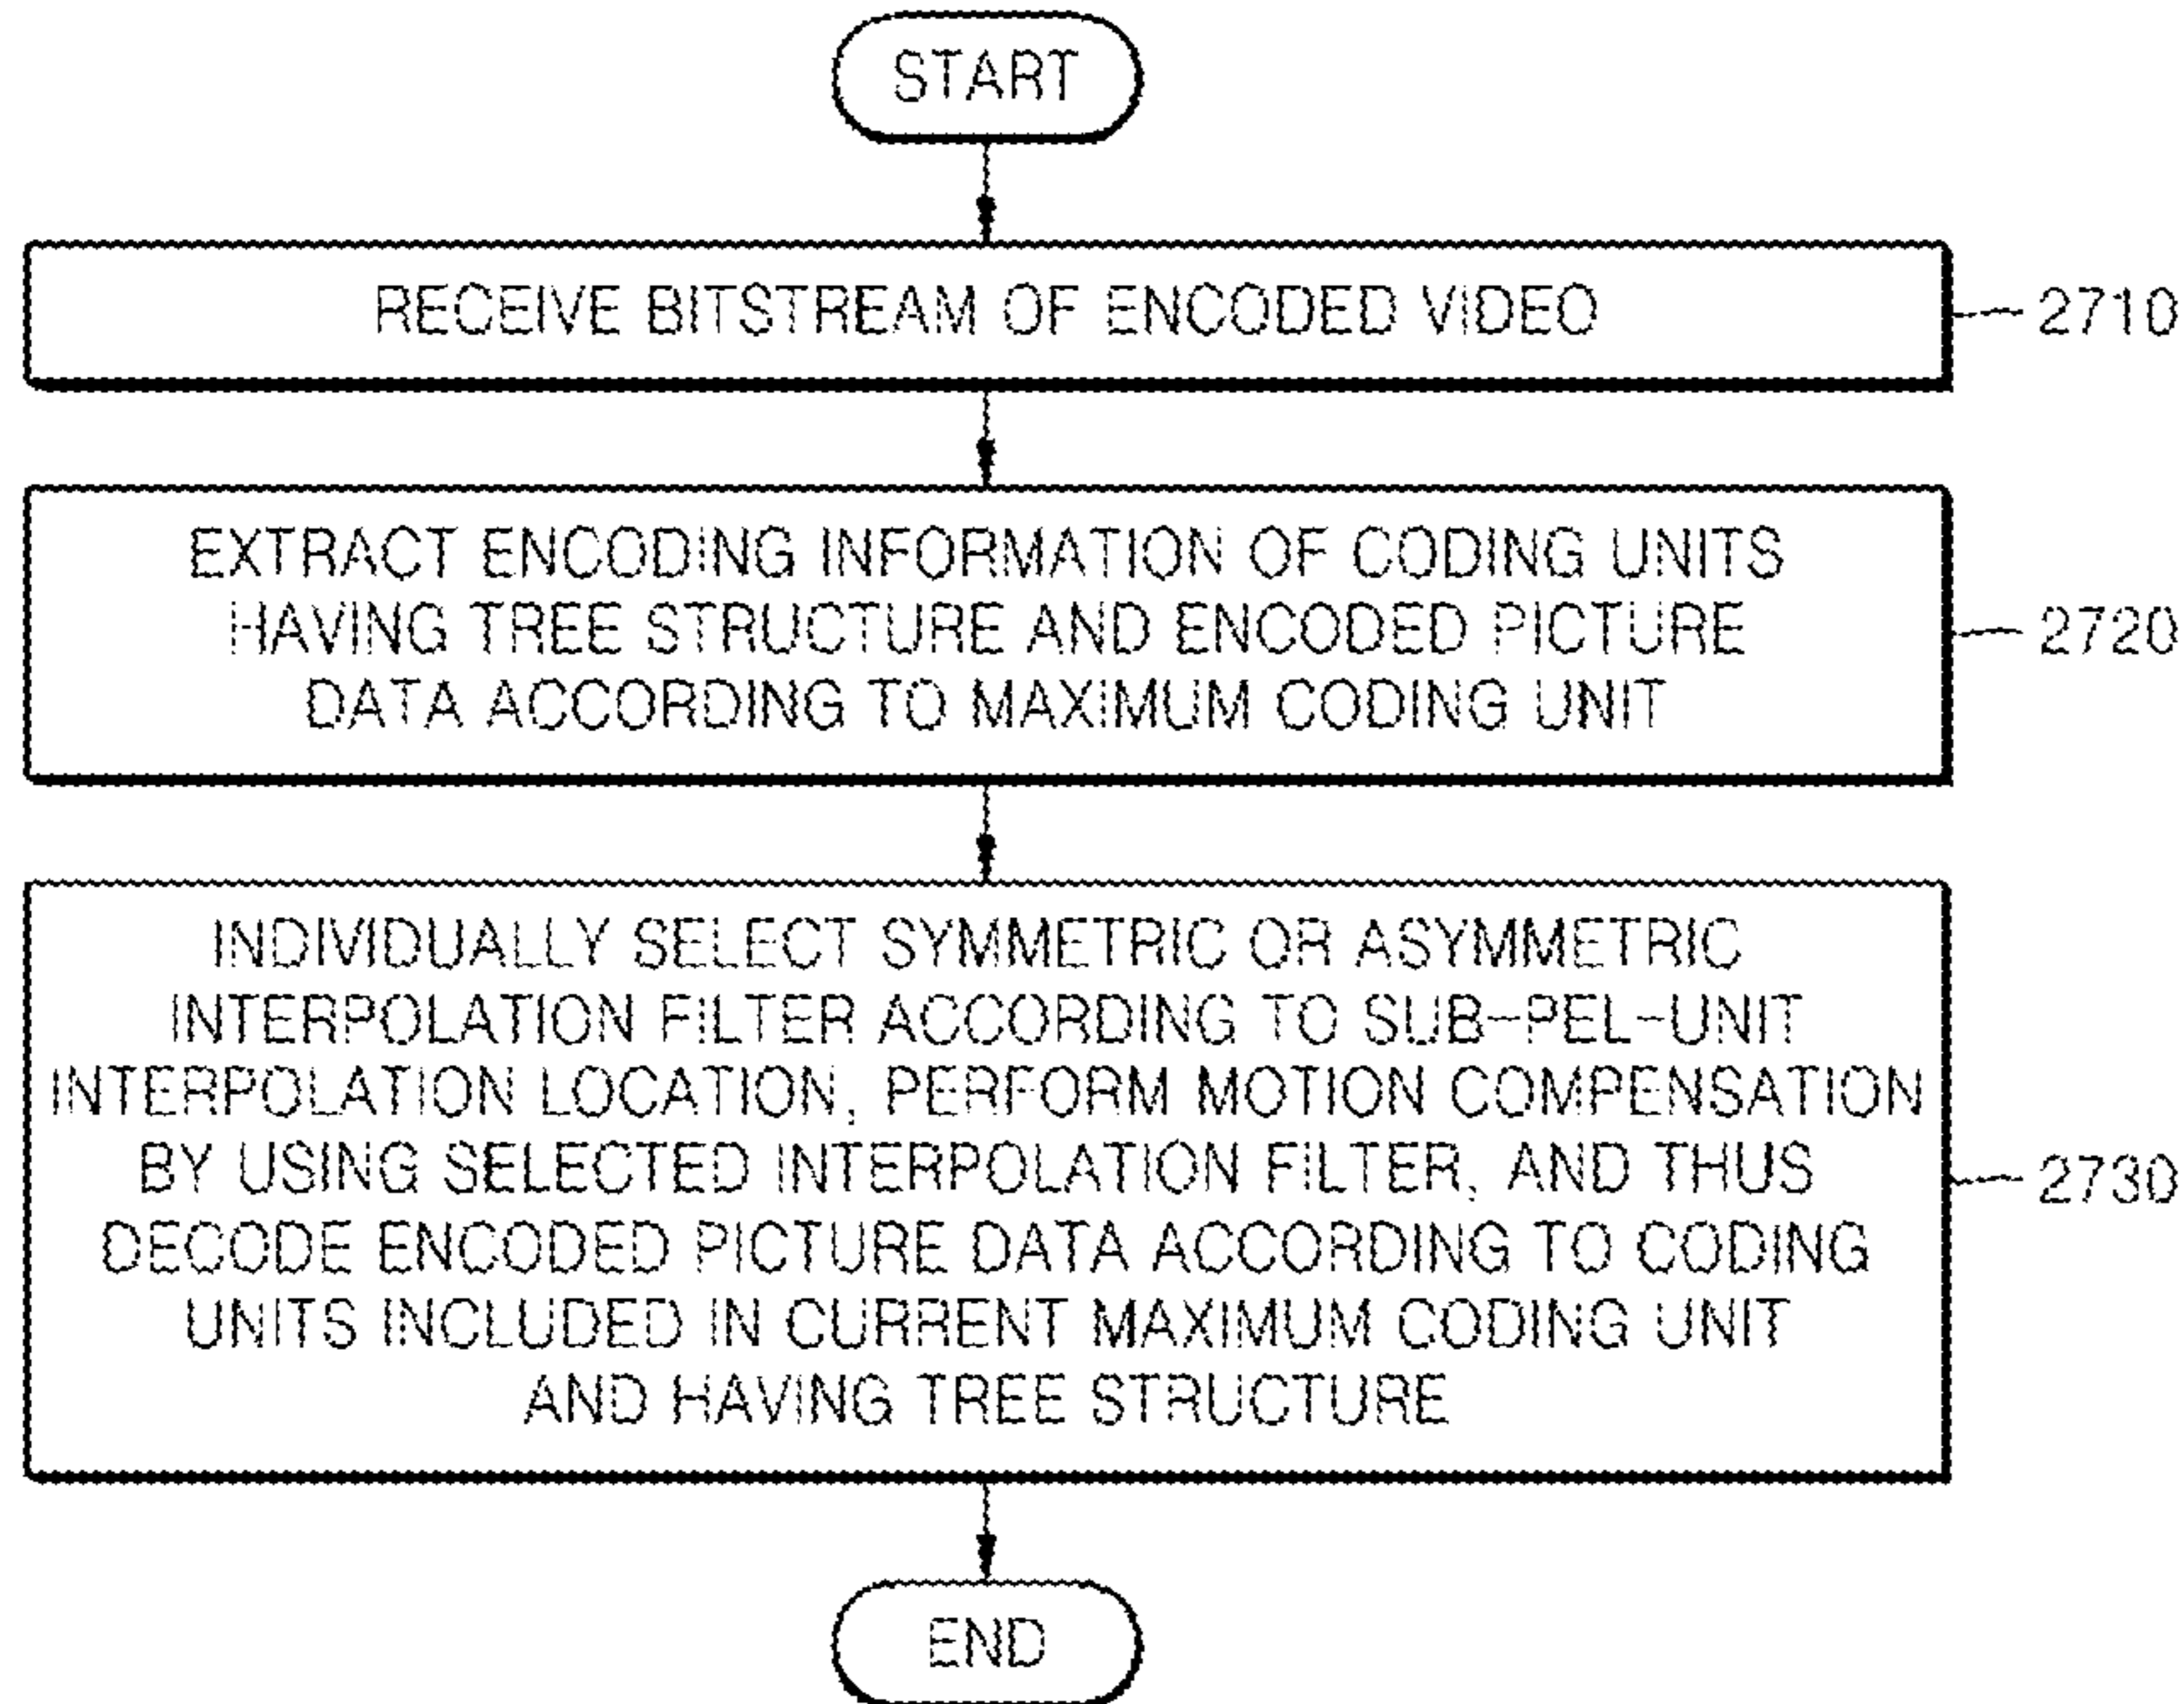 START
RECEIVE BITSTREAM OF ENCODED VIDEO
2710
EXTRACT ENCODING INFORMATION OF CODING UNITS
HAVING TREE STRUCTURE AND ENCODED PICTURE
DATA ACCORDING TO MAXIMUM CODING UNIT
2720
INDIVIDUALLY SELECT SYMMETRIC OR ASYMMETRIC
INTERPOLATION FILTER ACCORDING TO SUB-PEL-UNIT
INTERPOLATION LOCATION, PERFORM MOTION COMPENSATION
BY USING SELECTED INTERPOLATION FILTER, AND THUS
DECODE ENCODED PICTURE DATA ACCORDING TO CODING
UNITS INCLUDED IN CURRENT MAXIMUM CODING UNIT
AND HAVING TREE STRUCTURE
2730
END